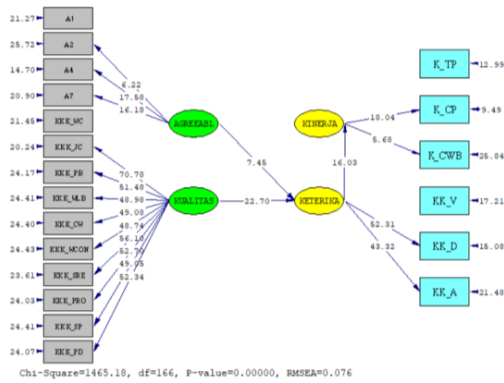 21.27 A1
25.72 A2
14.70 A4
20.90 A7
21.45 KKK_WC
20.24 KKK_JC
24.17 KKK_FB
24.41 KKK_WLB
24.40 KKK_CW
24.43 KKK_WCON
23.61 KKK_SRE
24.03 KKK_PRO
24.41 KKK_SP
24.07 KKK_PD
6.22
17.58
16.18
AGREEABL
7.45
70.78
51.48
48.98
49.08
48.74
56.10
52.70
49.05
52.34
KUALITAS
22.70
KINERJA
16.03
KETERIKA
18.04
5.68
52.31
43.32
K_TP 12.99
K_CP 9.49
K_CWB 25.84
KK_V 17.21
KK_D 15.08
KK_A 21.48
Chi-Square=1465.18, df=166, P-value=0.00000, RMSEA=0.076